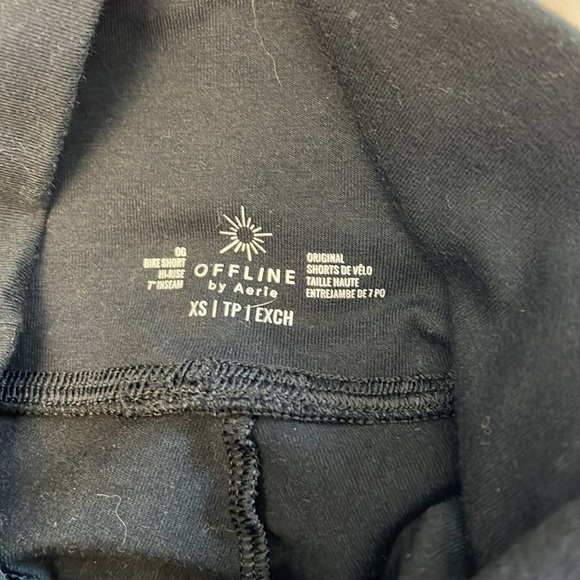 OG
BIKE SHORT
HI-RISE
7" INSEAM
OFFLINE
by Aerie
XS | TP | EXCH
ORIGINAL
SHORTS DE VÉLO
TAILLE HAUTE
ENTREJAMBE DE 7 PO